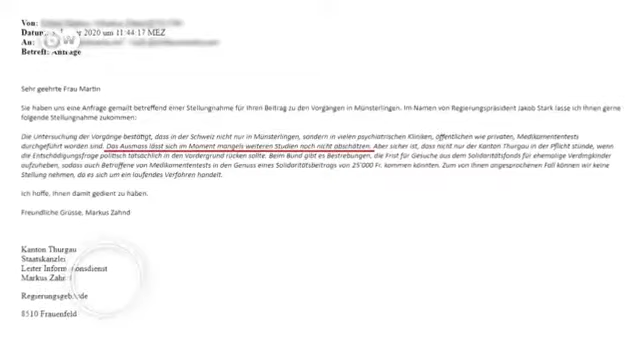 Von:
Datum: 2020 um 11:44:17 MEZ
An:
Betreff: Anfrage
Sehr geehrte Frau Martin
Sie haben uns eine Anfrage gemailt betreffend einer Stellungnahme für Ihren Beitrag zu den Vorgängen in Münsterlingen. Im Namen von Regierungspräsident Jakob Stark lasse ich Ihnen gerne
folgende Stellungnahme zukommen:
Die Untersuchung der Vorgänge bestätigt, dass in der Schweiz nicht nur in Münsterlingen, sondern in vielen psychiatrischen Kliniken, öffentlichen wie privaten, Medikamententests
durchgeführt worden sind. Das Ausmass lässt sich im Moment mangels weiteren Studien noch nicht abschätzen. Aber sicher ist, dass nicht nur der Kanton Thurgau in der Pflicht stünde, wenn
die Entschädigungsfrage politisch tatsächlich in den Vordergrund rücken sollte. Beim Bund gibt es Bestrebungen, die Frist für Gesuche aus dem Solidaritätsfonds für ehemalige Verdingkinder
aufzuheben, sodass auch Betroffene von Medikamententests in den Genuss eines Solidaritätsbeitrags von 25'000 Fr. kommen könnten. Zum von Ihnen angesprochenen Fall können wir keine
Stellung nehmen, da es sich um ein laufendes Verfahren handelt.
Ich hoffe, Ihnen damit gedient zu haben.
Freundliche Grüsse, Markus Zahnd
Kanton Thurgau
Staatskanzlei
Leiter Informationsdienst
Markus Zahnd
Regierungsgebäude
8510 Frauenfeld